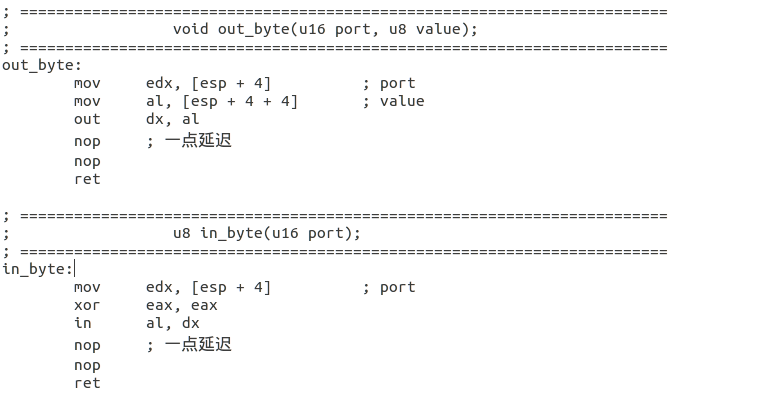 ; ========================================================================
;                  void out_byte(u16 port, u8 value);
; ========================================================================
out_byte:
        mov     edx, [esp + 4]          ; port
        mov     al, [esp + 4 + 4]       ; value
        out     dx, al
        nop     ; 一点延迟
        nop
        ret
; ========================================================================
;                  u8 in_byte(u16 port);
; ========================================================================
in_byte:
        mov     edx, [esp + 4]          ; port
        xor     eax, eax
        in      al, dx
        nop     ; 一点延迟
        nop
        ret